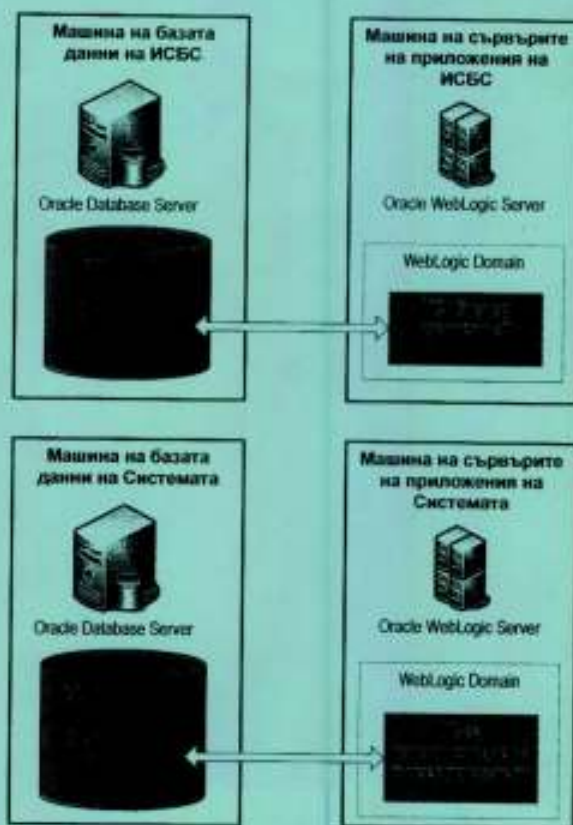 Машина на базата
данни на ИСБС
Oracle Database Server
Машина на сървърите
на приложения на
ИСБС
Oracle WebLogic Server
WebLogic Domain
Машина на базата
данни на Системата
Oracle Database Server
Машина на сървърите
на приложения на
Системата
Oracle WebLogic Server
WebLogic Domain